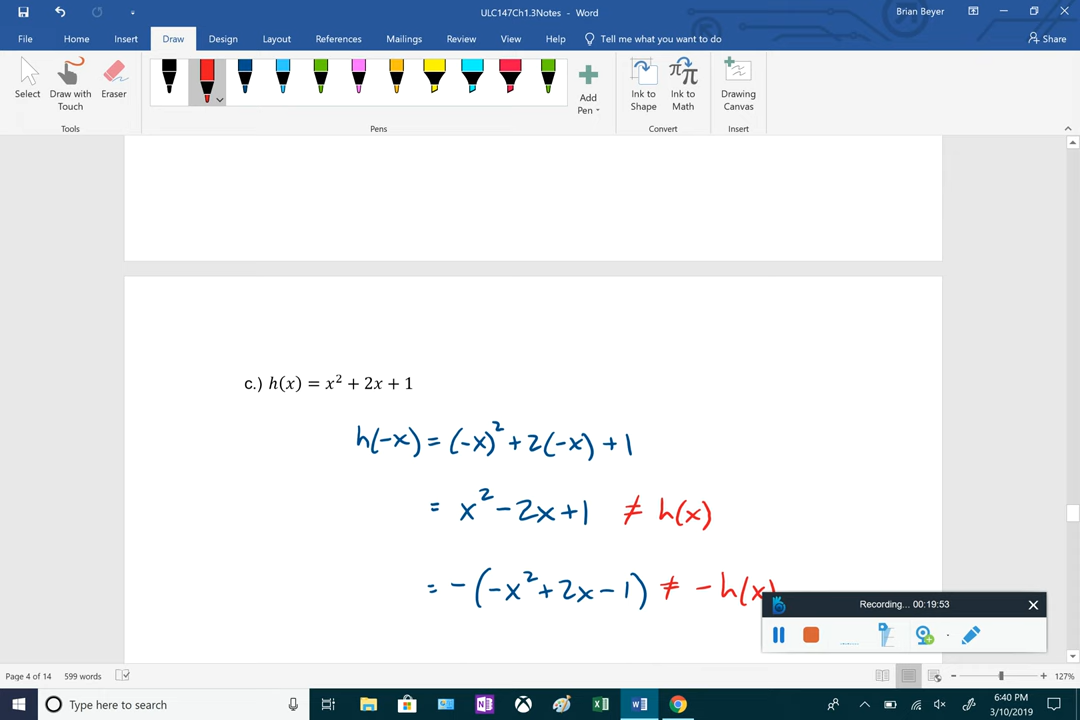 ULC147Ch1.3Notes - Word
Brian Beyer
File Home Insert Draw Design Layout References Mailings Review View Help Tell me what you want to do Share
Select Draw with Touch Eraser Add Pen Ink to Shape Ink to Math Drawing Canvas
Tools Pens Convert Insert
c.) h(x) = x² + 2x + 1
h(-x) = (-x)² + 2(-x) + 1
= x² - 2x + 1 ≠ h(x)
= -(-x² + 2x - 1) ≠ - h(x)
Recording... 00:19:53
Page 4 of 14 599 words 127%
Type here to search
6:40 PM
3/10/2019